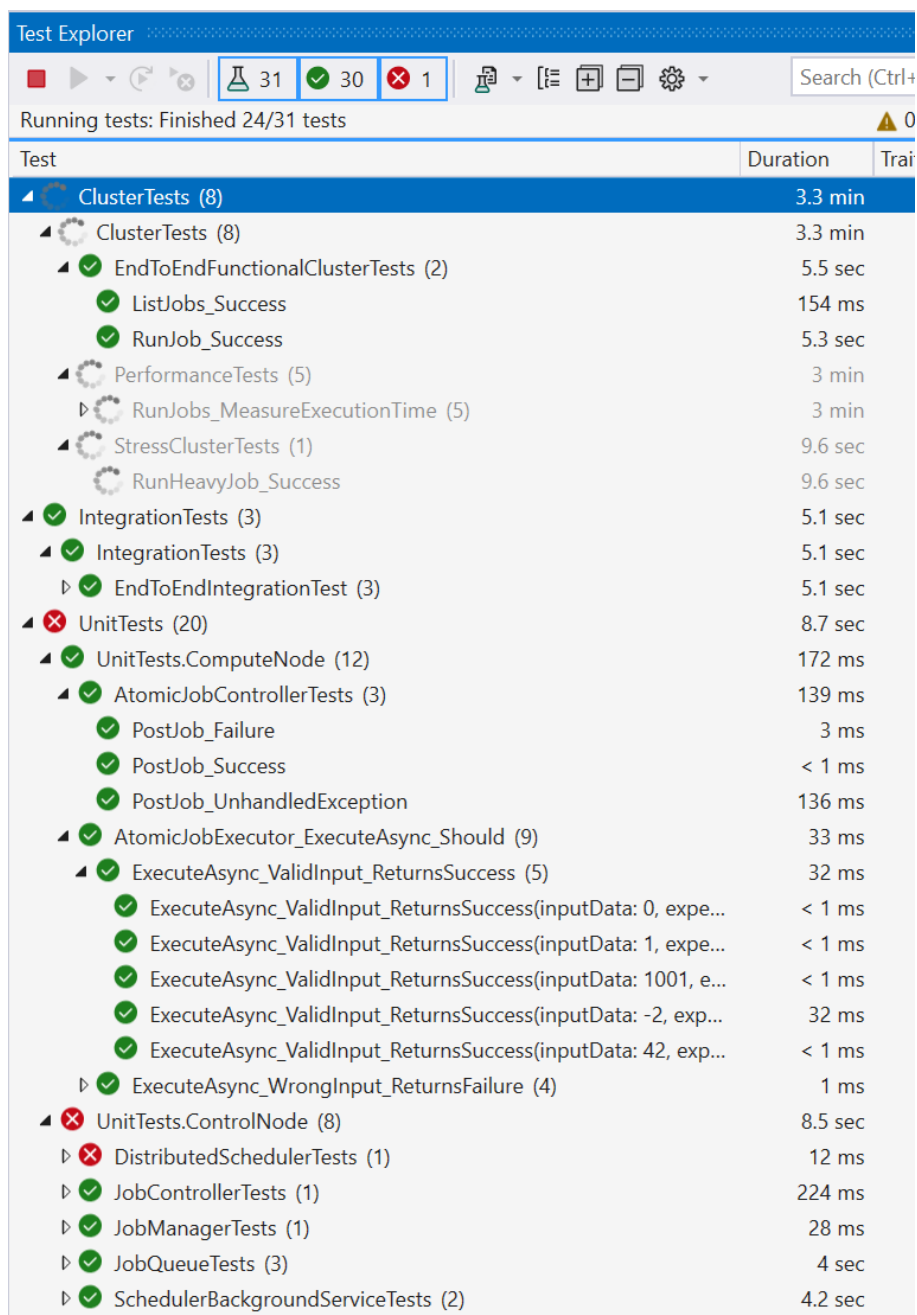 Test Explorer
31 30 1 Search (Ctrl+
Running tests: Finished 24/31 tests 0
Test Duration Trai
ClusterTests (8) 3.3 min
ClusterTests (8) 3.3 min
EndToEndFunctionalClusterTests (2) 5.5 sec
ListJobs_Success 154 ms
RunJob_Success 5.3 sec
PerformanceTests (5) 3 min
RunJobs_MeasureExecutionTime (5) 3 min
StressClusterTests (1) 9.6 sec
RunHeavyJob_Success 9.6 sec
IntegrationTests (3) 5.1 sec
IntegrationTests (3) 5.1 sec
EndToEndIntegrationTest (3) 5.1 sec
UnitTests (20) 8.7 sec
UnitTests.ComputeNode (12) 172 ms
AtomicJobControllerTests (3) 139 ms
PostJob_Failure 3 ms
PostJob_Success < 1 ms
PostJob_UnhandledException 136 ms
AtomicJobExecutor_ExecuteAsync_Should (9) 33 ms
ExecuteAsync_ValidInput_ReturnsSuccess (5) 32 ms
ExecuteAsync_ValidInput_ReturnsSuccess(inputData: 0, expe... < 1 ms
ExecuteAsync_ValidInput_ReturnsSuccess(inputData: 1, expe... < 1 ms
ExecuteAsync_ValidInput_ReturnsSuccess(inputData: 1001, e... < 1 ms
ExecuteAsync_ValidInput_ReturnsSuccess(inputData: -2, exp... 32 ms
ExecuteAsync_ValidInput_ReturnsSuccess(inputData: 42, exp... < 1 ms
ExecuteAsync_WrongInput_ReturnsFailure (4) 1 ms
UnitTests.ControlNode (8) 8.5 sec
DistributedSchedulerTests (1) 12 ms
JobControllerTests (1) 224 ms
JobManagerTests (1) 28 ms
JobQueueTests (3) 4 sec
SchedulerBackgroundServiceTests (2) 4.2 sec